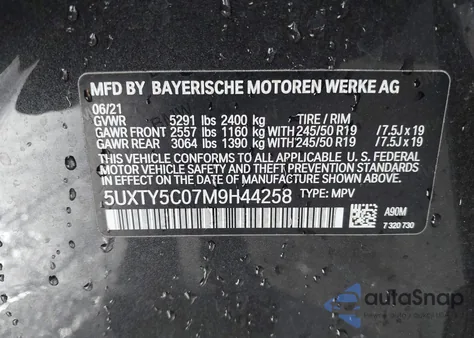 MFD BY BAYERISCHE MOTOREN WERKE AG
06/21
GVWR 5291 lbs 2400 kg TIRE / RIM
GAWR FRONT 2557 lbs 1160 kg WITH 245/50 R19 /7.5J x 19
GAWR REAR 3064 lbs 1390 kg WITH 245/50 R19 /7.5J x 19
THIS VEHICLE CONFORMS TO ALL APPLICABLE U. S. FEDERAL
MOTOR VEHICLE SAFETY, BUMPER, AND THEFT PREVENTION
STANDARDS IN EFFECT ON THE DATE OF MANUFACTURE SHOWN ABOVE.
5UXTY5C07M9H44258 TYPE: MPV
A90M
7 320 730
autoSnap